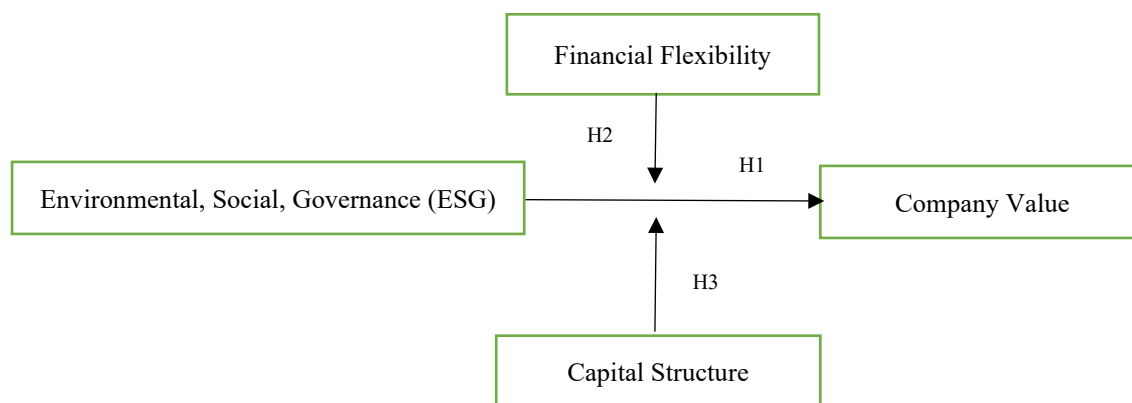 Financial Flexibility
H2
H1
Environmental, Social, Governance (ESG)
Company Value
H3
Capital Structure